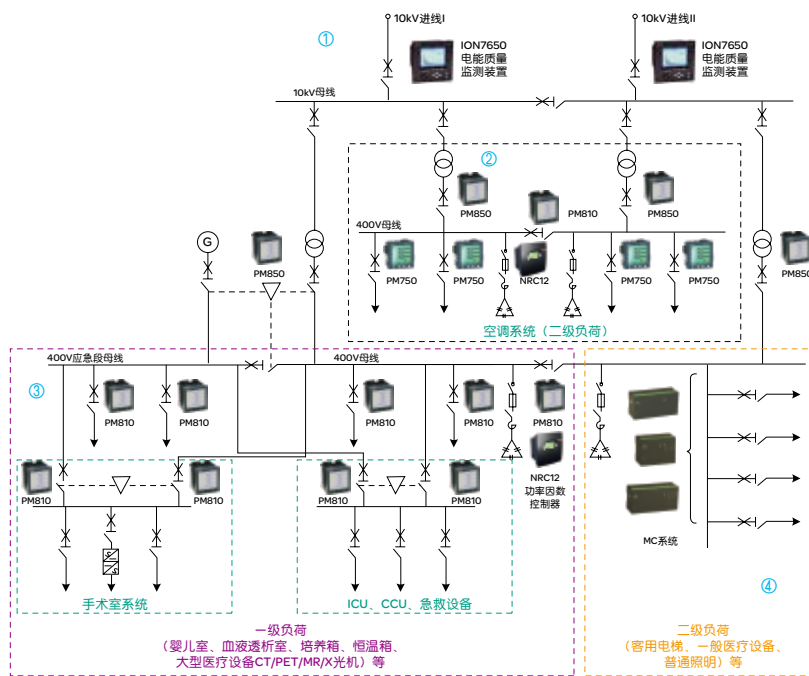 10kV进线I
10kV进线II
①
ION7650
电能质量
监测装置
ION7650
电能质量
监测装置
10kV母线
②
PM850
PM810
PM850
400V母线
G
PM850
PM750
PM750
NRC12
PM750
PM750
PM850
空调系统（二级负荷）
400V应急段母线
400V母线
③
PM810
PM810
PM810
PM810
PM810
PM810
PM810
PM810
PM810
NRC12
功率因数
控制器
MC系统
手术室系统
ICU、CCU、急救设备
④
一级负荷
（婴儿室、血液透析室、培养箱、恒温箱、
大型医疗设备CT/PET/MR/X光机）等
二级负荷
（客用电梯、一般医疗设备、
普通照明）等